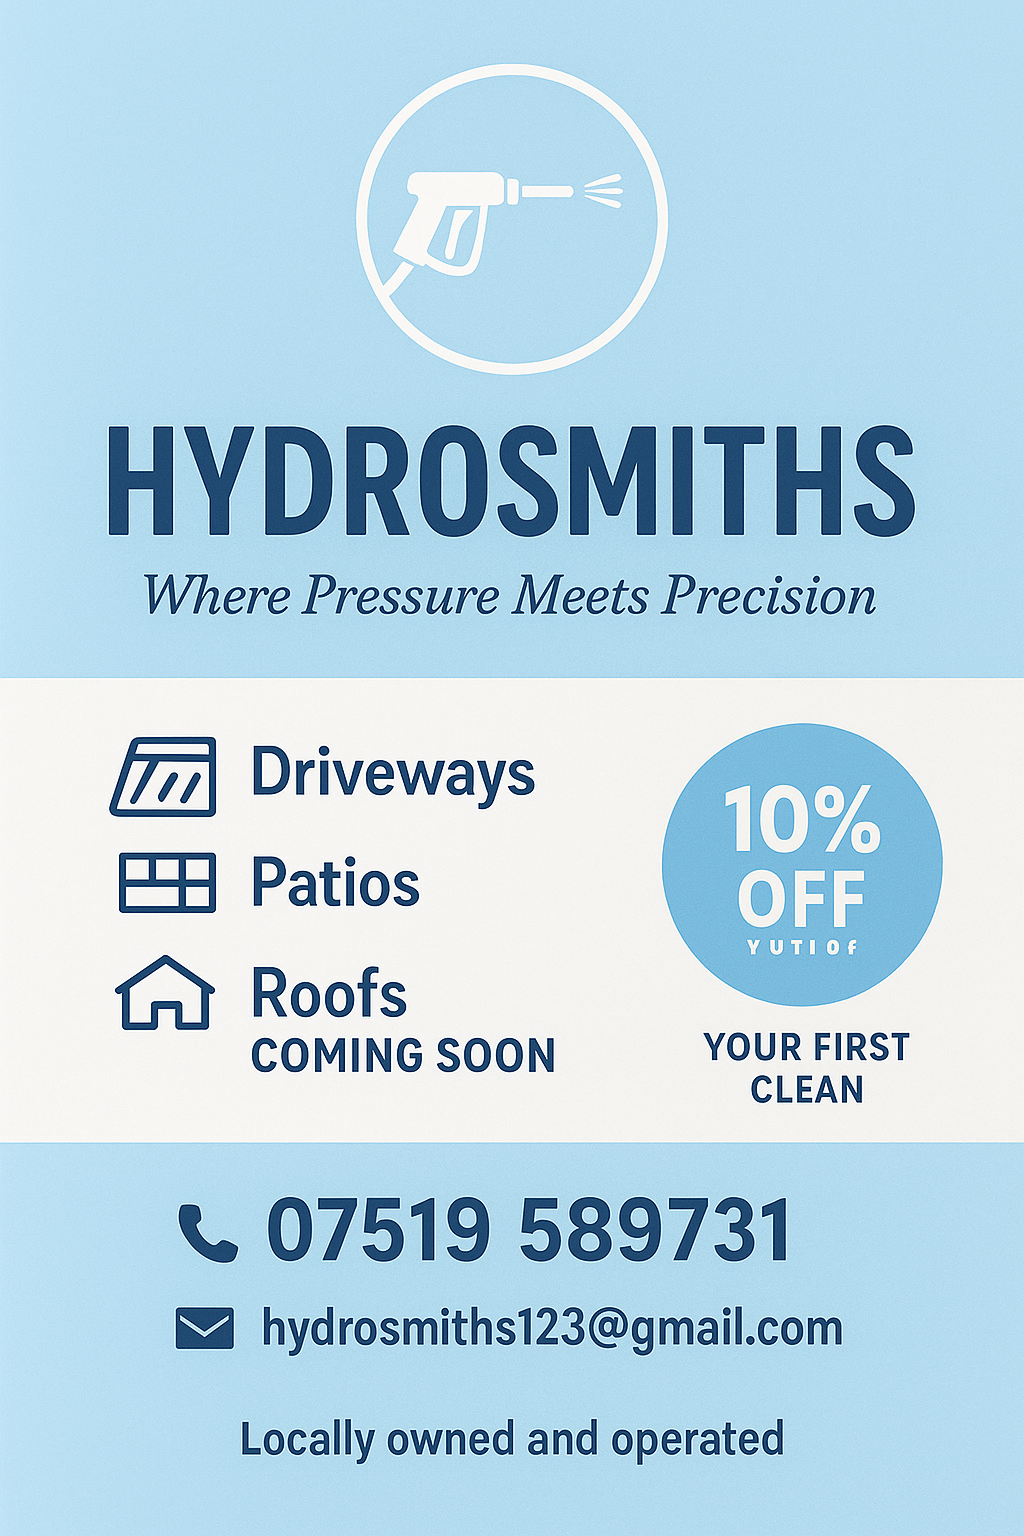 HYDROSMITHS
Where Pressure Meets Precision
Driveways
Patios
Roofs
COMING SOON
10%
OFF
YUTIOF
YOUR FIRST
CLEAN
07519 589731
hydrosmiths123@gmail.com
Locally owned and operated